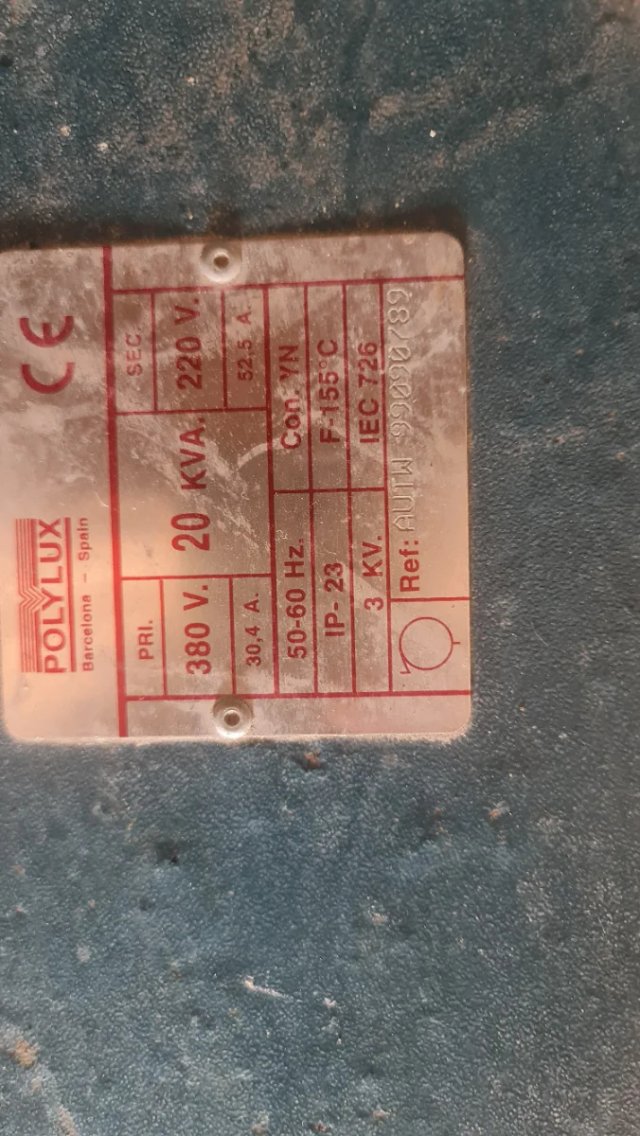 POLYLUX
Barcelona - Spain
CE
PRI.
SEC.
380 V.
20 KVA.
220 V.
30,4 A.
52,5 A.
50-60 Hz.
Con. YN
IP-23
F-155°C
3 KV.
IEC 726
Ref: AUTW 99090789